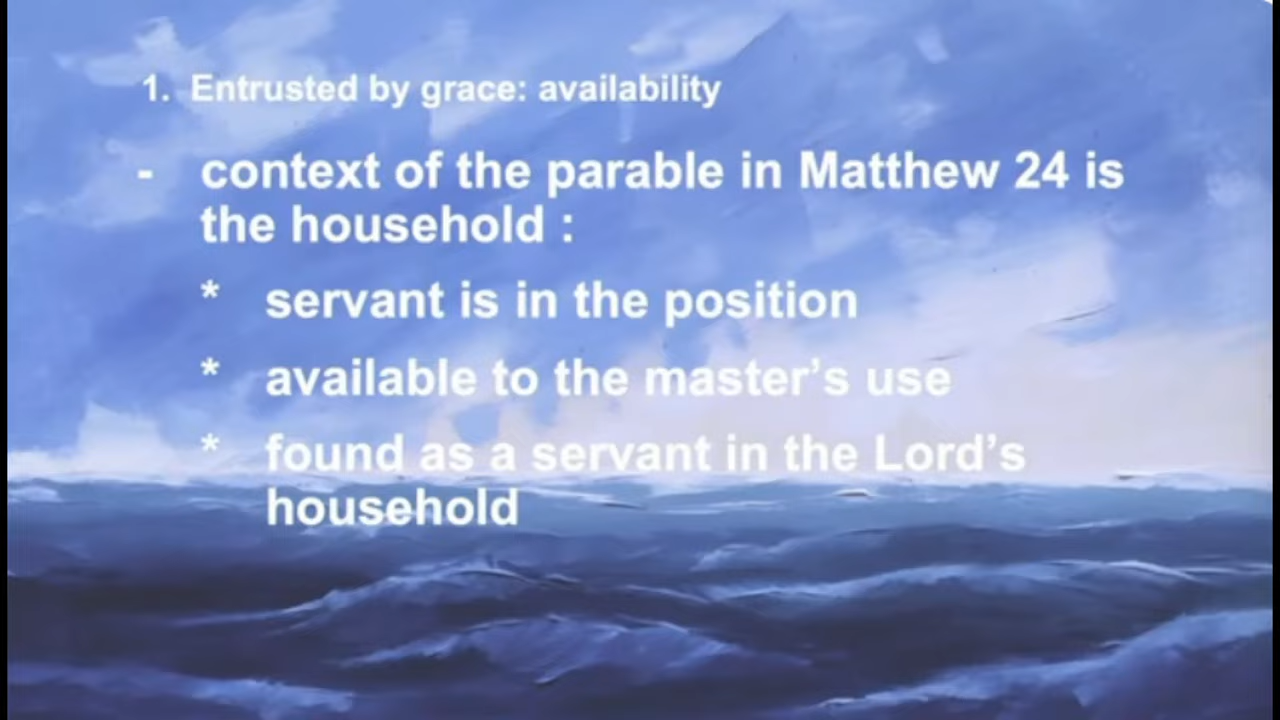 1. Entrusted by grace: availability
- context of the parable in Matthew 24 is
the household :
* servant is in the position
* available to the master’s use
* found as a servant in the Lord’s
household